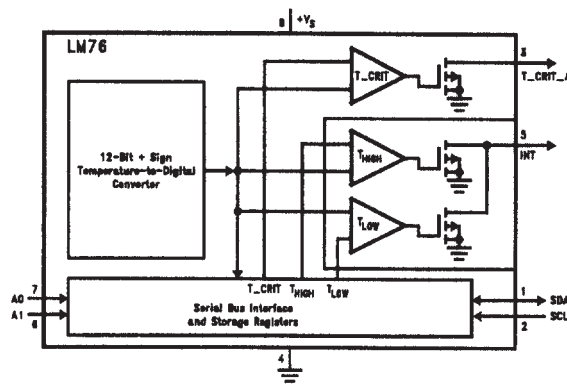 8 +VS
LM76
3
T_CRIT
T_CRIT_A
12-Bit + Sign
Temperature-to-Digital
Converter
5
THIGH
INT
TLOW
T_CRIT THIGH TLOW
7
A0
A1
6
Serial Bus Interface
and Storage Registers
1
SDA
SCL
2
4